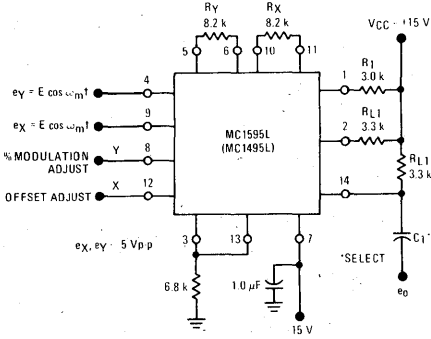 RY
8.2 k
RX
8.2 k
VCC · +15 V
5
6
10
11
R1
3.0 k
1
eY = E cos ωmt
4
eX = E cos ωmt
9
MC1595L
(MC1495L)
2
RL1
3.3 k
%MODULATION
ADJUST
Y
8
OFFSET ADJUST
X
12
14
RL1
3.3 k
eX, eY · 5 Vp-p
3
13
7
*SELECT
C1*
6.8 k
1.0 μF
eo
15 V